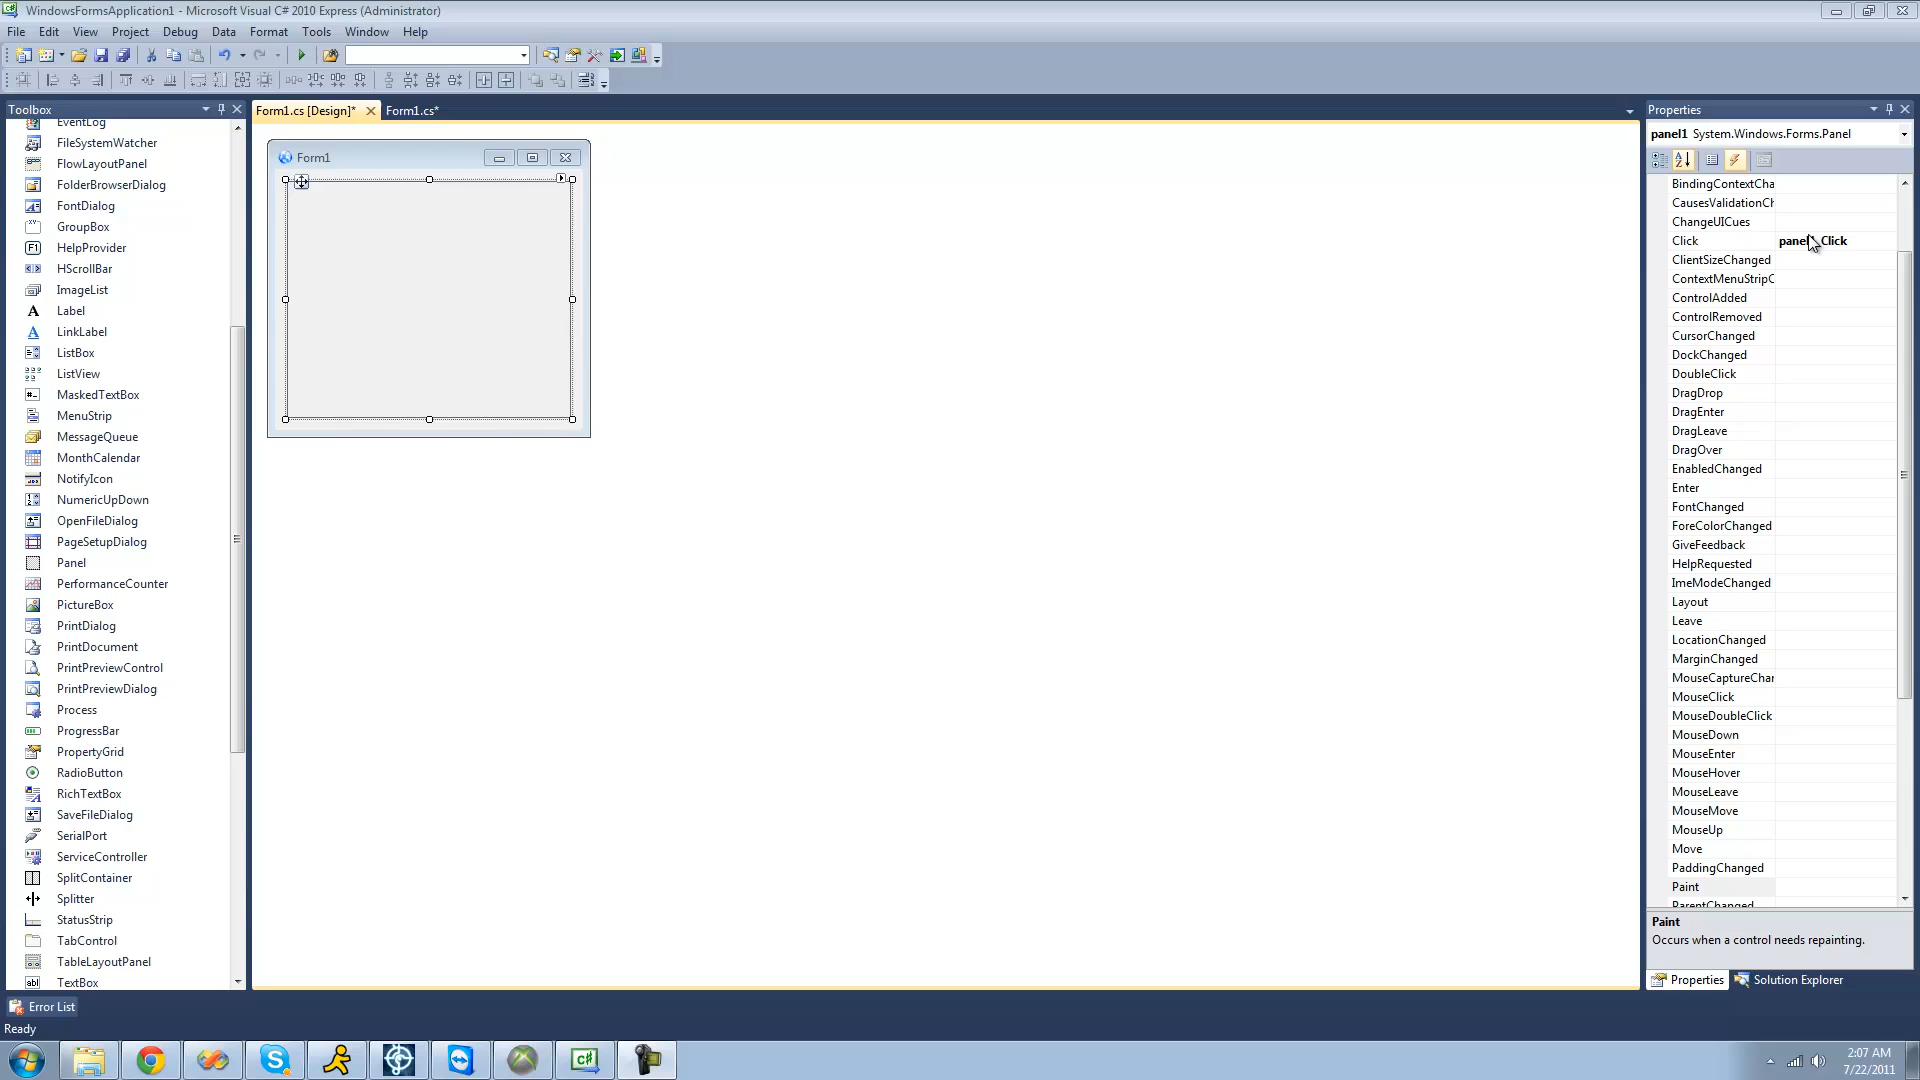 WindowsFormsApplication1 - Microsoft Visual C# 2010 Express (Administrator)
File Edit View Project Debug Data Format Tools Window Help
Toolbox
EventLog
FileSystemWatcher
FlowLayoutPanel
FolderBrowserDialog
FontDialog
GroupBox
HelpProvider
HScrollBar
ImageList
Label
LinkLabel
ListBox
ListView
MaskedTextBox
MenuStrip
MessageQueue
MonthCalendar
NotifyIcon
NumericUpDown
OpenFileDialog
PageSetupDialog
Panel
PerformanceCounter
PictureBox
PrintDialog
PrintDocument
PrintPreviewControl
PrintPreviewDialog
Process
ProgressBar
PropertyGrid
RadioButton
RichTextBox
SaveFileDialog
SerialPort
ServiceController
SplitContainer
Splitter
StatusStrip
TabControl
TableLayoutPanel
TextBox
Form1.cs [Design]* Form1.cs*
Form1
Properties
panel1 System.Windows.Forms.Panel
BindingContextCha
CausesValidationCh
ChangeUICues
Click panel1_Click
ClientSizeChanged
ContextMenuStripC
ControlAdded
ControlRemoved
CursorChanged
DockChanged
DoubleClick
DragDrop
DragEnter
DragLeave
DragOver
EnabledChanged
Enter
FontChanged
ForeColorChanged
GiveFeedback
HelpRequested
ImeModeChanged
Layout
Leave
LocationChanged
MarginChanged
MouseCaptureChan
MouseClick
MouseDoubleClick
MouseDown
MouseEnter
MouseHover
MouseLeave
MouseMove
MouseUp
Move
PaddingChanged
Paint
ParentChanged
Paint
Occurs when a control needs repainting.
Properties Solution Explorer
Error List
Ready
2:07 AM
7/22/2011